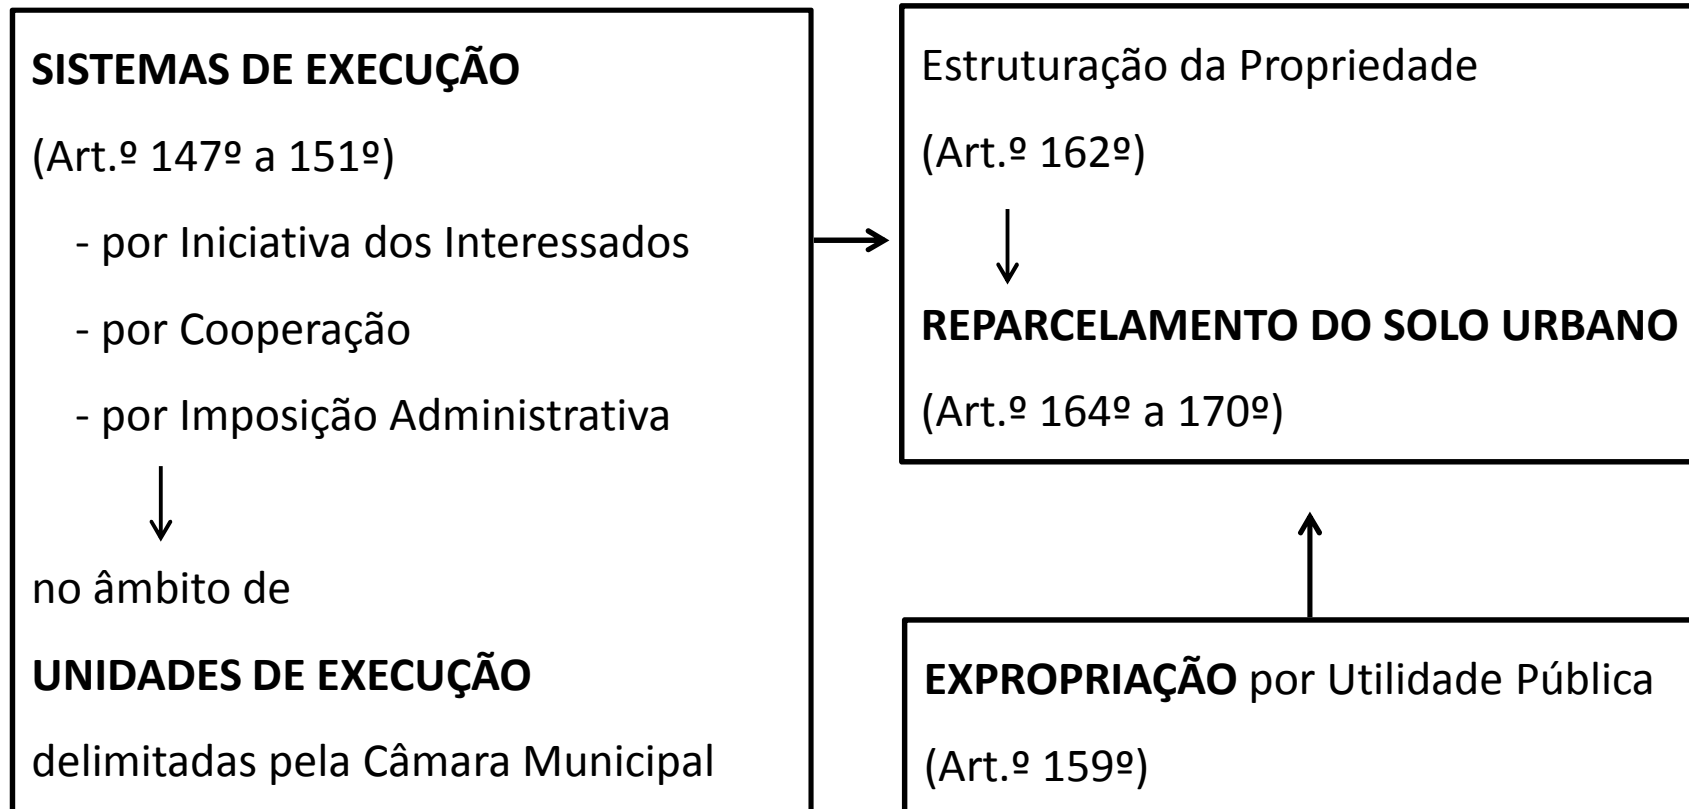 SISTEMAS DE EXECUÇÃO
(Art.º 147º a 151º)
- por Iniciativa dos Interessados
- por Cooperação
- por Imposição Administrativa
no âmbito de
UNIDADES DE EXECUÇÃO
delimitadas pela Câmara Municipal
Estruturação da Propriedade
(Art.º 162º)
REPARCELAMENTO DO SOLO URBANO
(Art.º 164º a 170º)
EXPROPRIAÇÃO por Utilidade Pública
(Art.º 159º)